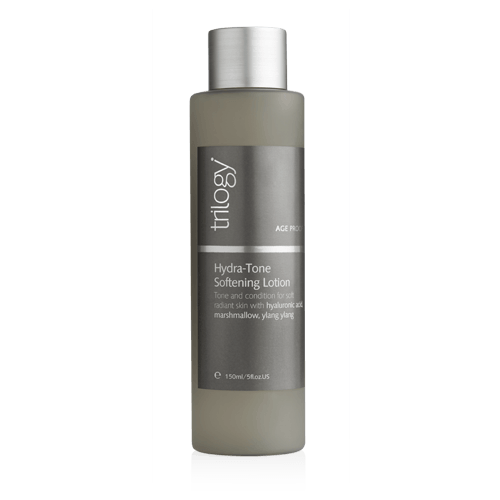 trilogy
AGE PROO
Hydra-Tone
Softening Lotion
Tone and condition for soft
radiant skin with hyaluronic acid,
marshmallow, ylang ylang
℮ 150ml/5fl.oz.US